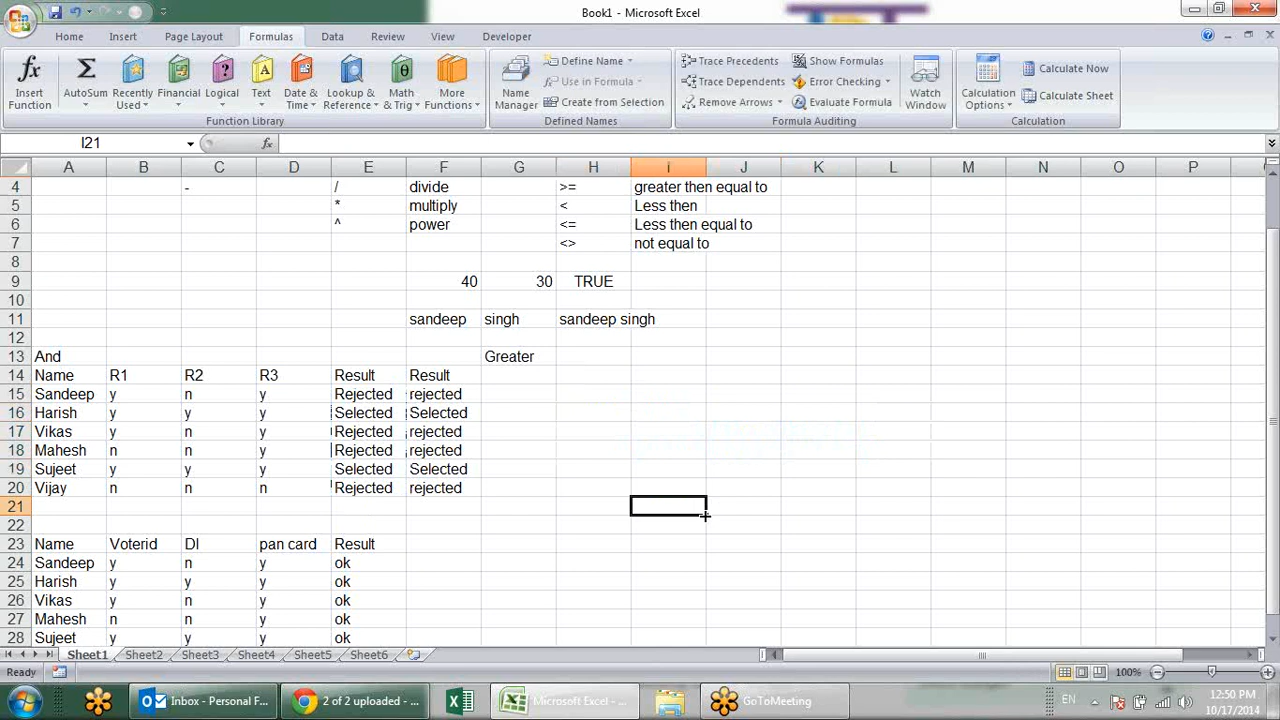 Book1 - Microsoft Excel
Home Insert Page Layout Formulas Data Review View Developer
Insert Function
AutoSum
Recently Used
Financial
Logical
Text
Date & Time
Lookup & Reference
Math & Trig
More Functions
Function Library
Name Manager
Define Name
Use in Formula
Create from Selection
Defined Names
Trace Precedents
Trace Dependents
Remove Arrows
Show Formulas
Error Checking
Evaluate Formula
Formula Auditing
Watch Window
Calculation Options
Calculate Now
Calculate Sheet
Calculation
I21 fx
A B C D E F G H I J K L M N O P
4 - / divide >= greater then equal to
5 * multiply < Less then
6 ^ power <= Less then equal to
7 <> not equal to
8
9 40 30 TRUE
10
11 sandeep singh sandeep singh
12
13 And Greater
14 Name R1 R2 R3 Result Result
15 Sandeep y n y Rejected rejected
16 Harish y y y Selected Selected
17 Vikas y n y Rejected rejected
18 Mahesh n n y Rejected rejected
19 Sujeet y y y Selected Selected
20 Vijay n n n Rejected rejected
21
22
23 Name Voterid Dl pan card Result
24 Sandeep y n y ok
25 Harish y y y ok
26 Vikas y n y ok
27 Mahesh n n y ok
28 Sujeet y y y ok
Sheet1 Sheet2 Sheet3 Sheet4 Sheet5 Sheet6
Ready 100%
Inbox - Personal F... 2 of 2 uploaded - ... Microsoft Excel - ... GoToMeeting EN 12:50 PM
10/17/2014